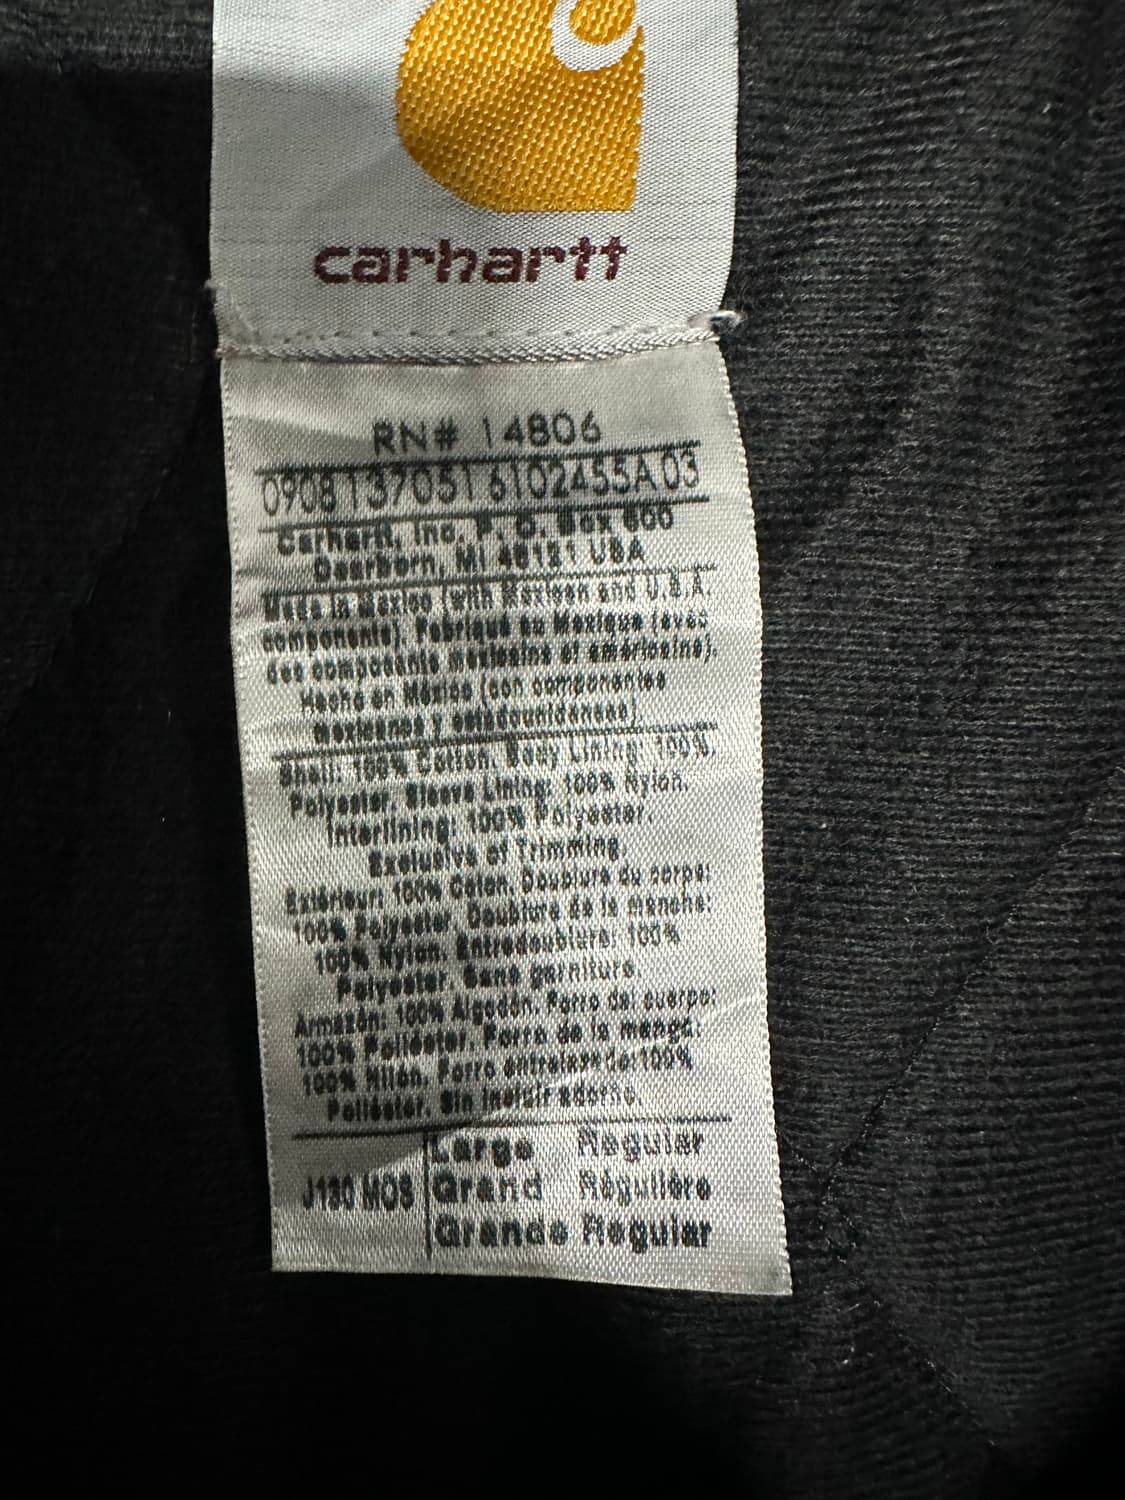 carhartt
RN# 14806
0908 137051 6102455A 03
Carhartt, Inc. P. O. Box 600
Dearborn, MI 48121 USA
Made in Mexico (with Mexican and U.S.A.
components). Fabriqué au Mexique (avec
des composants mexicains et américains).
Hecho en México (con componentes
mexicanos y estadounidenses).
Shell: 100% Cotton. Body Lining: 100%
Polyester. Sleeve Lining: 100% Nylon.
Interlining: 100% Polyester.
Exclusive of Trimming.
Extérieur: 100% Coton. Doublure du corps:
100% Polyester. Doublure de la manche:
100% Nylon. Entredoublure: 100%
Polyester. Sans garniture.
Armazón: 100% Algodón. Forro del cuerpo:
100% Poliéster. Forro de la manga:
100% Nilón. Forro entrelazado: 100%
Poliéster. Sin incluir adorno.
Large Regular
J130 MOS Grand Régulière
Grande Regular